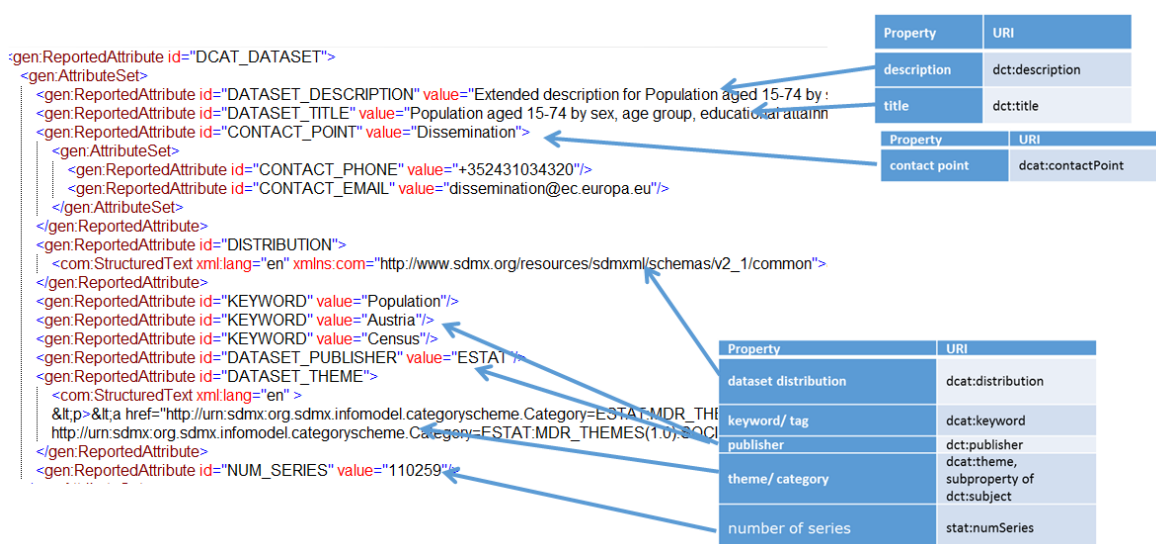 <gen:ReportedAttribute id="DCAT_DATASET">
<gen:AttributeSet>
<gen:ReportedAttribute id="DATASET_DESCRIPTION" value="Extended description for Population aged 15-74 by
<gen:ReportedAttribute id="DATASET_TITLE" value="Population aged 15-74 by sex, age group, educational
<gen:ReportedAttribute id="CONTACT_POINT" value="Dissemination">
<gen:AttributeSet>
<gen:ReportedAttribute id="CONTACT_PHONE" value="+352431034320"/>
<gen:ReportedAttribute id="CONTACT_EMAIL" value="dissemination@ec.europa.eu"/>
</gen:AttributeSet>
</gen:ReportedAttribute>
<gen:ReportedAttribute id="DISTRIBUTION">
<com:StructuredText xml:lang="en" xmlns:com="http://www.sdmx.org/resources/sdmxml/schemas/v2_1/common">
</gen:ReportedAttribute>
<gen:ReportedAttribute id="KEYWORD" value="Population"/>
<gen:ReportedAttribute id="KEYWORD" value="Austria"/>
<gen:ReportedAttribute id="KEYWORD" value="Census"/>
<gen:ReportedAttribute id="DATASET_PUBLISHER" value="ESTAT"/>
<gen:ReportedAttribute id="DATASET_THEME">
<com:StructuredText xml:lang="en" >
&lt;p>&lt;a href="http://urn:sdmx:org.sdmx.infomodel.categoryscheme.Category=ESTAT:MDR_THE
http://urn:sdmx:org.sdmx.infomodel.categoryscheme.Category=ESTAT:MDR_THEMES(1.0).SOCI
</gen:ReportedAttribute>
<gen:ReportedAttribute id="NUM_SERIES" value="110259"/>
Property URI
description dct:description
title dct:title
Property URI
contact point dcat:contactPoint
Property URI
dataset distribution dcat:distribution
keyword/ tag dcat:keyword
publisher dct:publisher
theme/ category dcat:theme,
subproperty of
dct:subject
number of series stat:numSeries